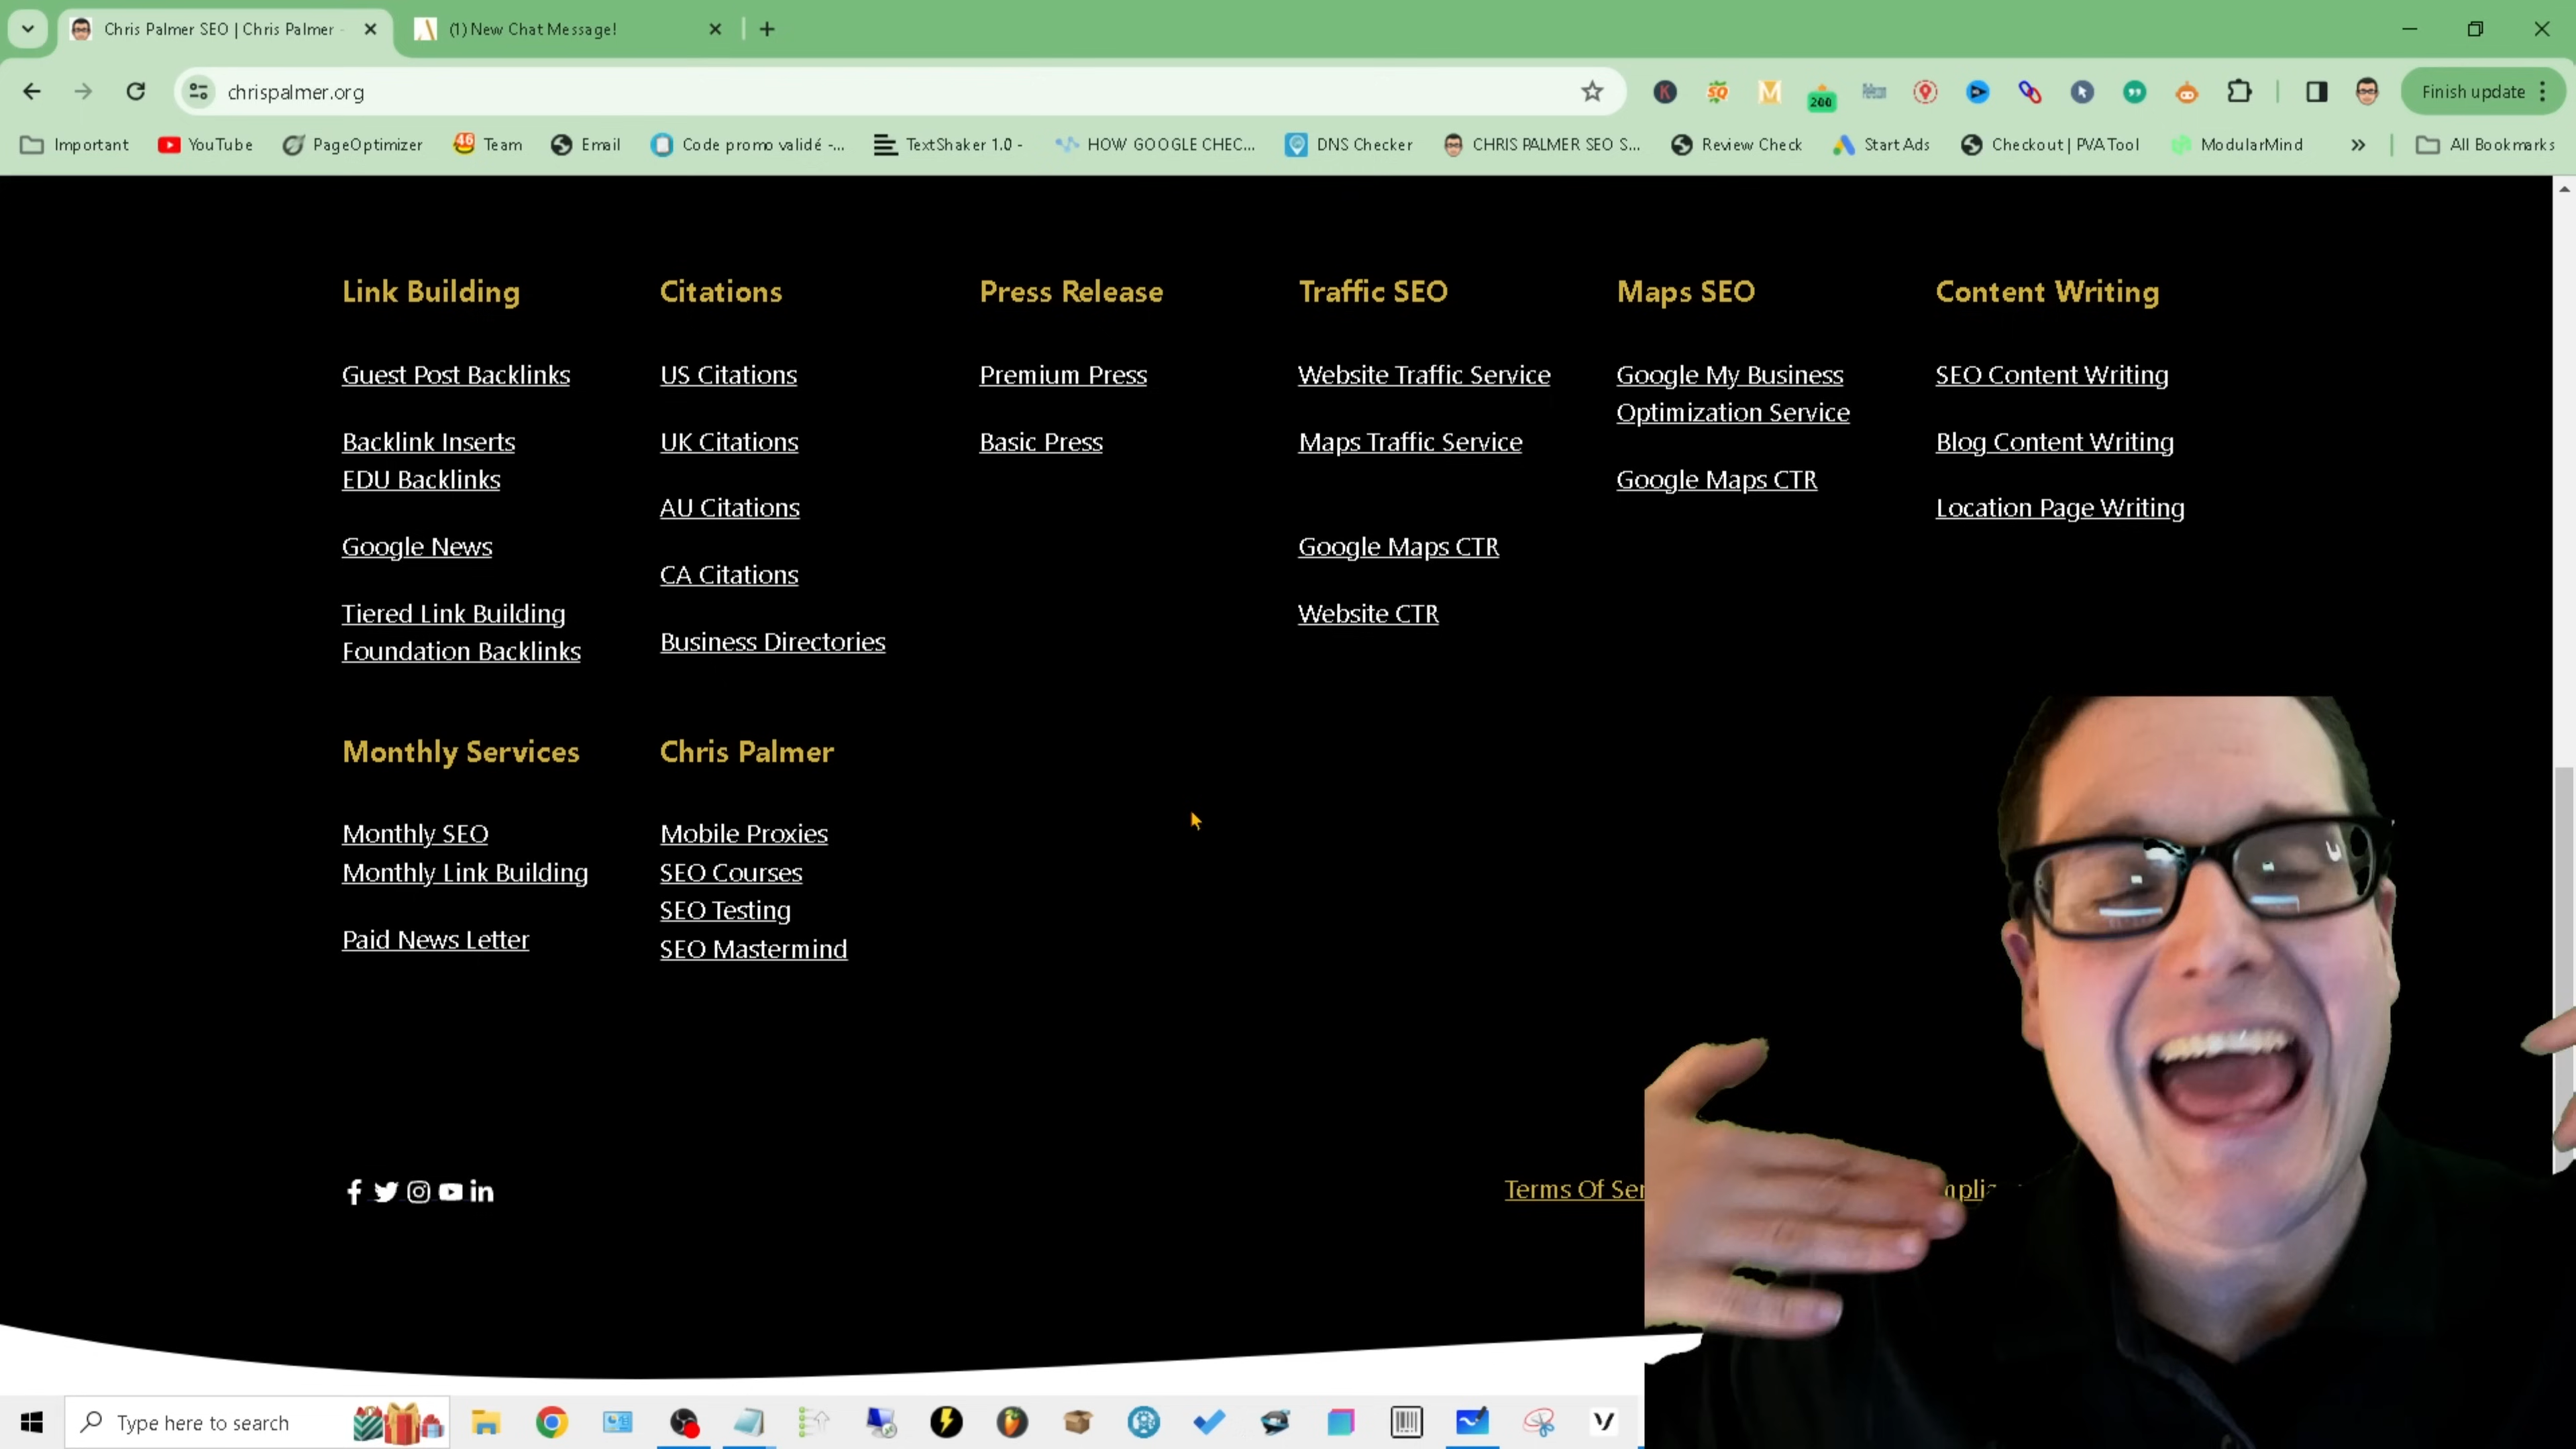 Chris Palmer SEO | Chris Palmer -
(1) New Chat Message!
chrispalmer.org
200
Finish update
Important
YouTube
PageOptimizer
46
Team
Email
Code promo validé -...
TextShaker 1.0 -
HOW GOOGLE CHEC...
DNS Checker
CHRIS PALMER SEO S...
Review Check
Start Ads
Checkout | PVA Tool
ModularMind
All Bookmarks
Link Building
Guest Post Backlinks
Backlink Inserts
EDU Backlinks
Google News
Tiered Link Building
Foundation Backlinks
Citations
US Citations
UK Citations
AU Citations
CA Citations
Business Directories
Press Release
Premium Press
Basic Press
Traffic SEO
Website Traffic Service
Maps Traffic Service
Google Maps CTR
Website CTR
Maps SEO
Google My Business
Optimization Service
Google Maps CTR
Content Writing
SEO Content Writing
Blog Content Writing
Location Page Writing
Monthly Services
Monthly SEO
Monthly Link Building
Paid News Letter
Chris Palmer
Mobile Proxies
SEO Courses
SEO Testing
SEO Mastermind
Terms Of Ser
Type here to search